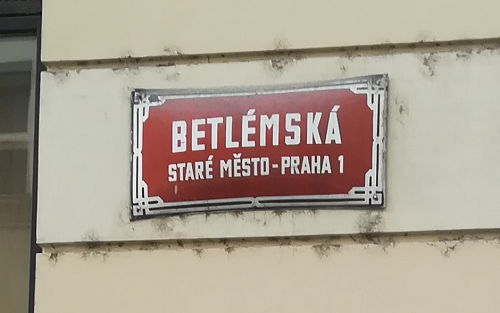 BETLÉMSKÁ
STARÉ MĚSTO-PRAHA 1